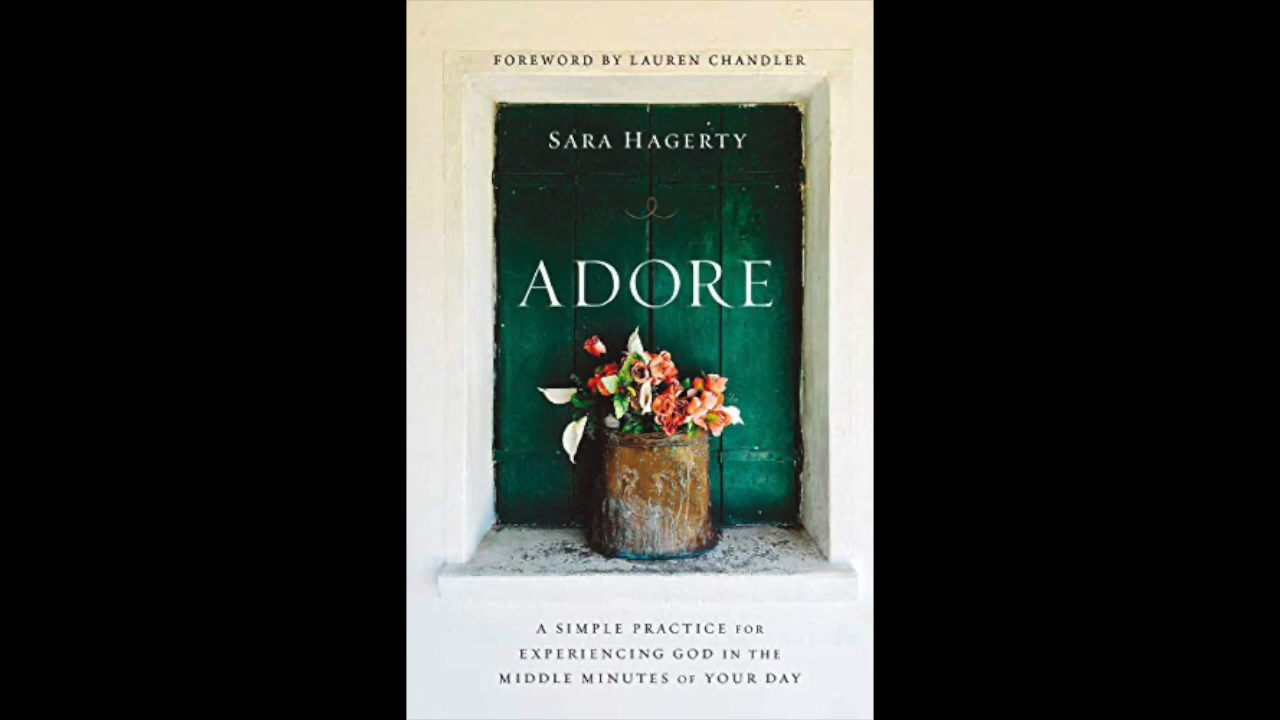 FOREWORD BY LAUREN CHANDLER
SARA HAGERTY
ADORE
A SIMPLE PRACTICE FOR
EXPERIENCING GOD IN THE
MIDDLE MINUTES OF YOUR DAY